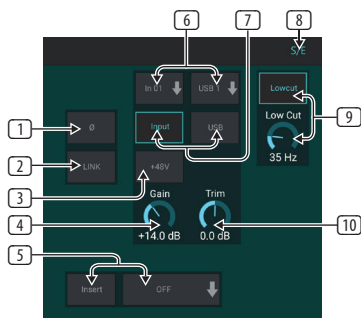 6 7 8
S/E
In 01 USB 1 Lowcut
1 Ø Input USB Low Cut 9
35 Hz
2 LINK +48V
3 Gain Trim
4 +14.0 dB 0.0 dB 10
5
Insert OFF